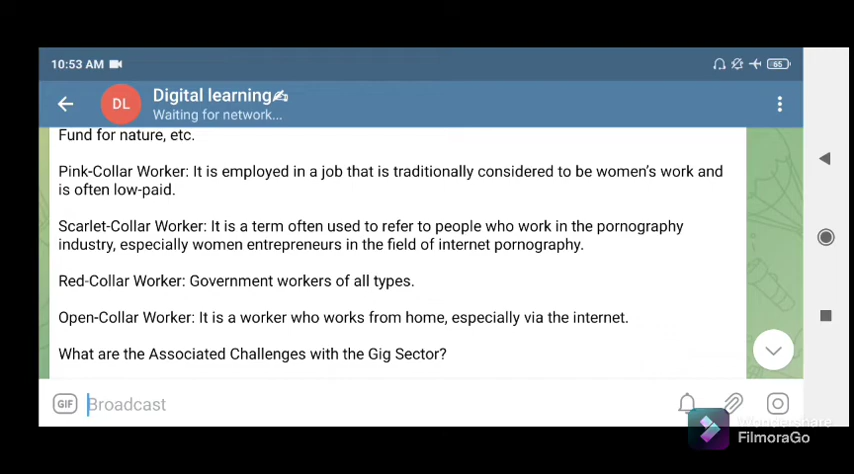 10:53 AM
65
DL
Digital learning✍
Waiting for network...
Fund for nature, etc.
Pink-Collar Worker: It is employed in a job that is traditionally considered to be women's work and
is often low-paid.
Scarlet-Collar Worker: It is a term often used to refer to people who work in the pornography
industry, especially women entrepreneurs in the field of internet pornography.
Red-Collar Worker: Government workers of all types.
Open-Collar Worker: It is a worker who works from home, especially via the internet.
What are the Associated Challenges with the Gig Sector?
GIF
Broadcast
Wondershare
FilmoraGo